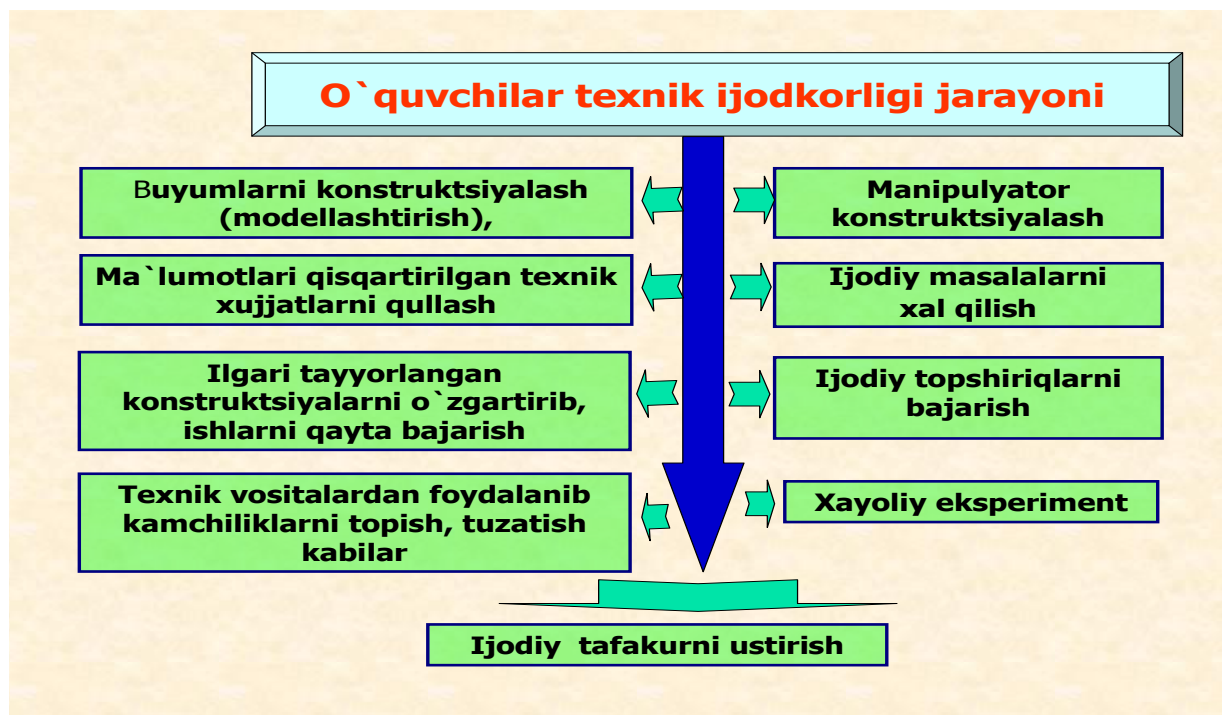 O`quvchilar texnik ijodkorligi jarayoni
Buyumlarni konstruktsiyalash
(modellashtirish),
Manipulyator
konstruktsiyalash
Ma`lumotlari qisqartirilgan texnik
xujjatlarni qullash
Ijodiy masalalarni
xal qilish
Ilgari tayyorlangan
konstruktsiyalarni o`zgartirib,
ishlarni qayta bajarish
Ijodiy topshiriqlarni
bajarish
Texnik vositalardan foydalanib
kamchiliklarni topish, tuzatish
kabilar
Xayoliy eksperiment
Ijodiy tafakurni ustirish